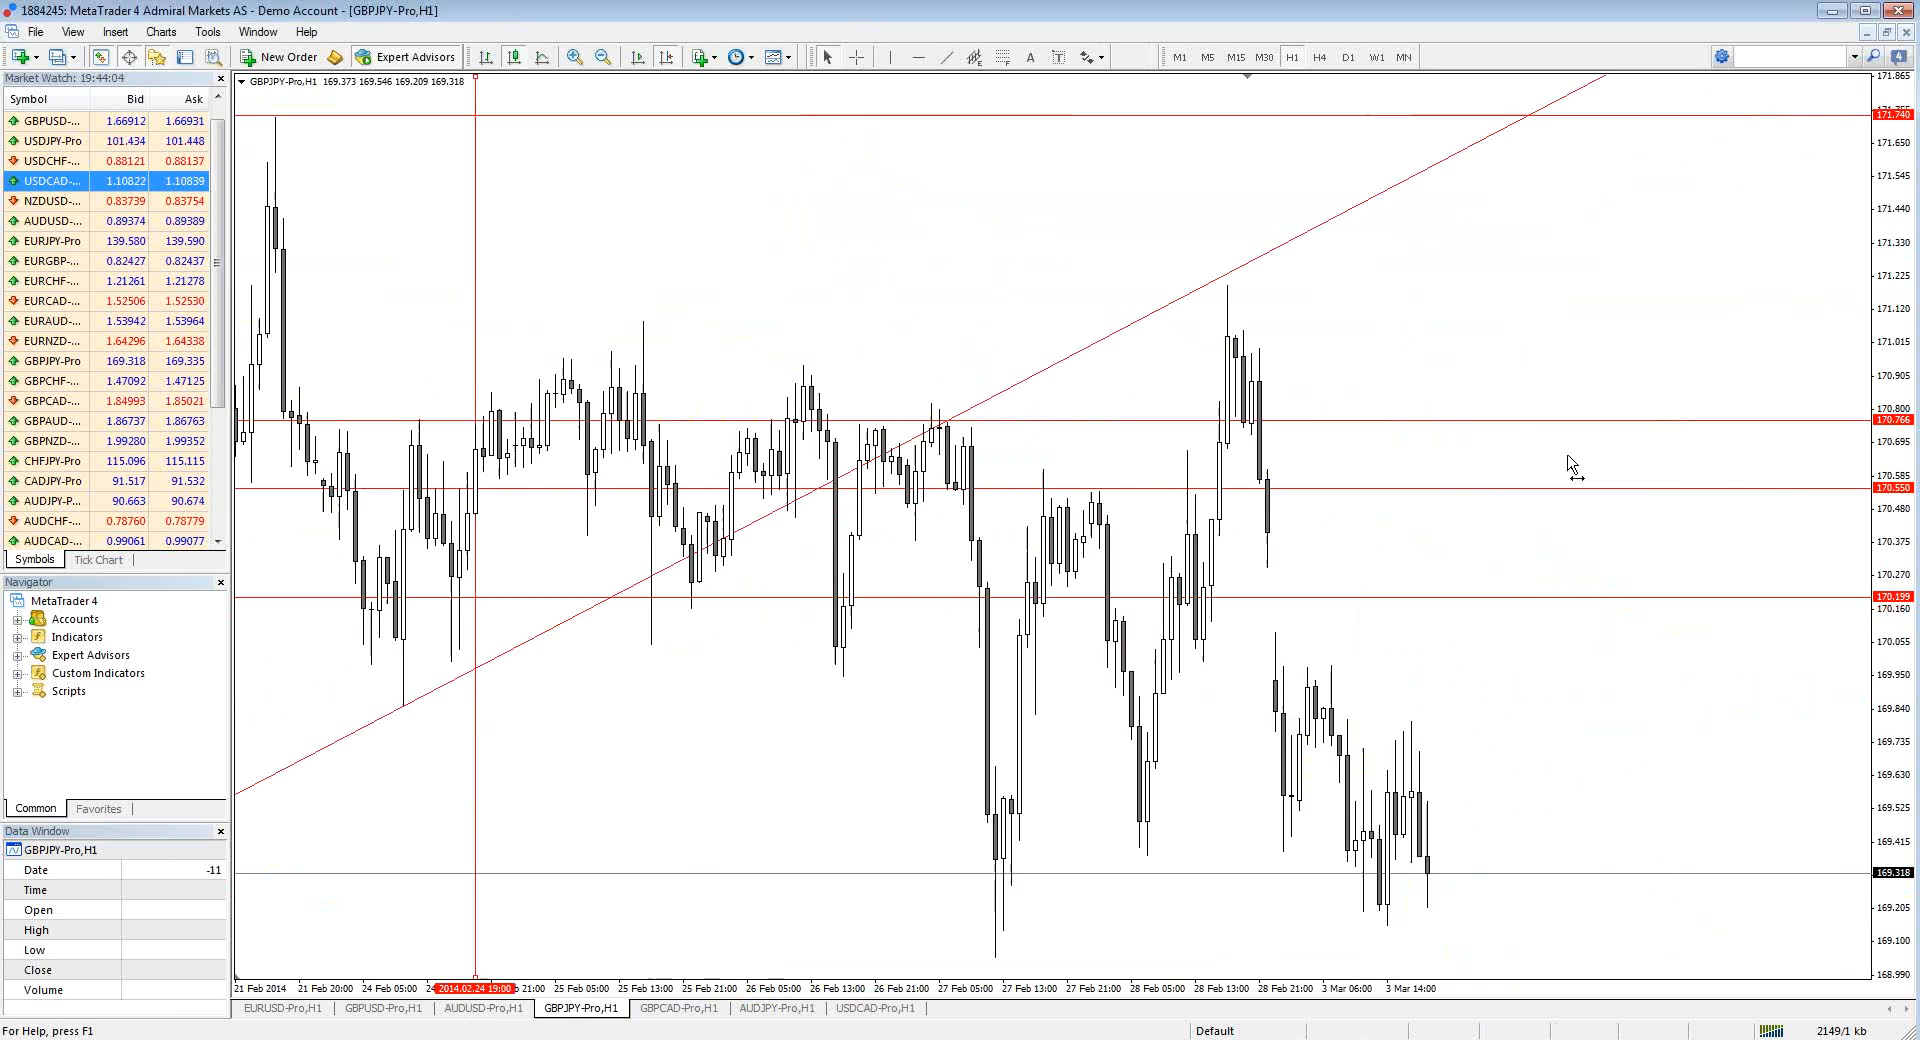 1884245: MetaTrader 4 Admiral Markets AS - Demo Account - [GBPJPY-Pro,H1]
File View Insert Charts Tools Window Help
New Order Expert Advisors A T M1 M5 M15 M30 H1 H4 D1 W1 MN 4
Market Watch: 19:44:04
Symbol Bid Ask
GBPUSD-... 1.66912 1.66931
USDJPY-Pro 101.434 101.448
USDCHF-... 0.88121 0.88137
USDCAD-... 1.10822 1.10839
NZDUSD-... 0.83739 0.83754
AUDUSD-... 0.89374 0.89389
EURJPY-Pro 139.580 139.590
EURGBP-... 0.82427 0.82437
EURCHF-... 1.21261 1.21278
EURCAD-... 1.52506 1.52530
EURAUD-... 1.53942 1.53964
EURNZD-... 1.64296 1.64338
GBPJPY-Pro 169.318 169.335
GBPCHF-... 1.47092 1.47125
GBPCAD-... 1.84993 1.85021
GBPAUD-... 1.86737 1.86763
GBPNZD-... 1.99280 1.99352
CHFJPY-Pro 115.096 115.115
CADJPY-Pro 91.517 91.532
AUDJPY-P... 90.663 90.674
AUDCHF-... 0.78760 0.78779
AUDCAD-... 0.99061 0.99077
Symbols Tick Chart
Navigator
MetaTrader 4
Accounts
Indicators
Expert Advisors
Custom Indicators
Scripts
Common Favorites
Data Window
GBPJPY-Pro,H1
Date -11
Time
Open
High
Low
Close
Volume
GBPJPY-Pro,H1 169.373 169.546 169.209 169.318
171.865
171.740
171.650
171.545
171.440
171.330
171.225
171.120
171.015
170.905
170.800
170.766
170.695
170.585
170.550
170.480
170.375
170.270
170.199
170.160
170.055
169.950
169.840
169.735
169.630
169.525
169.415
169.318
169.205
169.100
168.990
21 Feb 2014 21 Feb 20:00 24 Feb 05:00 2014.02.24 19:00 21:00 25 Feb 05:00 25 Feb 13:00 25 Feb 21:00 26 Feb 05:00 26 Feb 13:00 26 Feb 21:00 27 Feb 05:00 27 Feb 13:00 27 Feb 21:00 28 Feb 05:00 28 Feb 13:00 28 Feb 21:00 3 Mar 06:00 3 Mar 14:00
EURUSD-Pro,H1 GBPUSD-Pro,H1 AUDUSD-Pro,H1 GBPJPY-Pro,H1 GBPCAD-Pro,H1 AUDJPY-Pro,H1 USDCAD-Pro,H1
For Help, press F1 Default 2149/1 kb